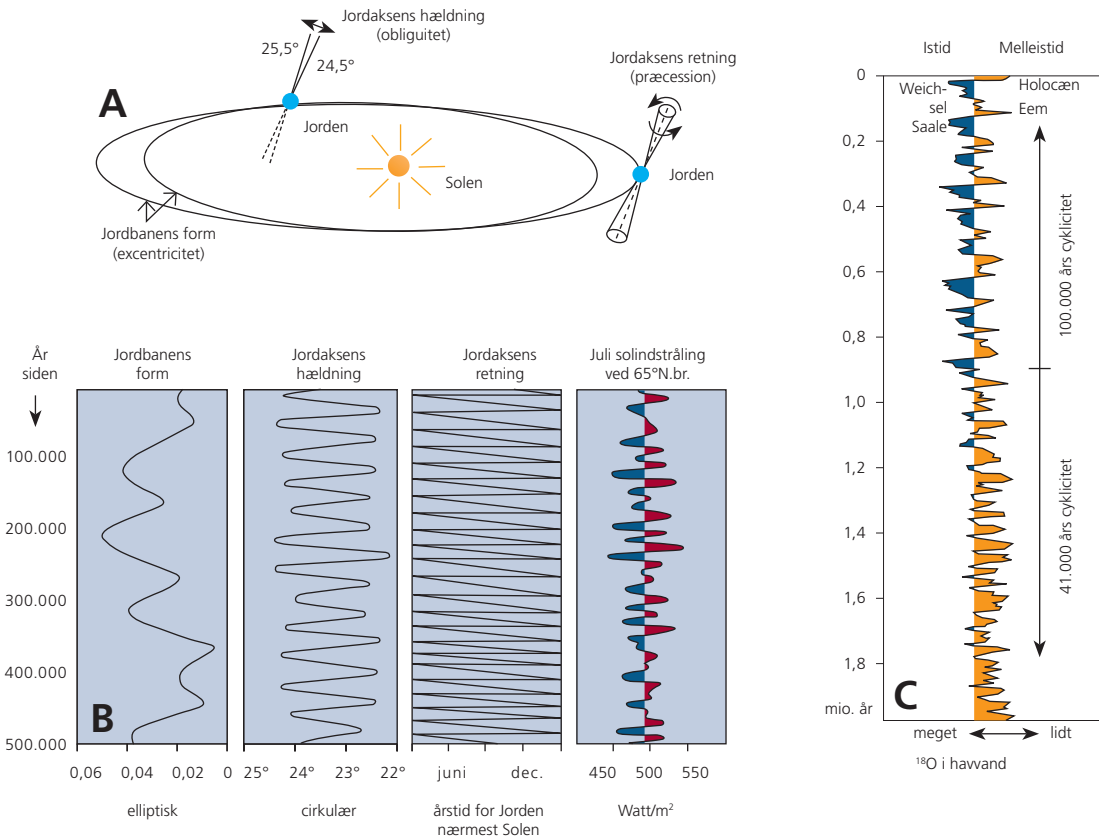 Jordaksens hældning
(obliguitet)
25,5°
24,5°
A
Jorden
Solen
Jordaksens retning
(præcession)
Jorden
Jordbanens form
(excentricitet)
År
siden
Jordbanens
form
Jordaksens
hældning
Jordaksens
retning
Juli solindstråling
ved 65°N.br.
100.000
200.000
300.000
400.000
500.000
B
0,06 0,04 0,02 0
25° 24° 23° 22°
juni dec.
450 500 550
elliptisk
cirkulær
årstid for Jorden
nærmest Solen
Watt/m²
Istid Melleistid
0
0,2
0,4
0,6
0,8
1,0
1,2
1,4
1,6
1,8
mio. år
Weich-
sel
Saale
Holocæn
Eem
100.000 års cyklicitet
41.000 års cyklicitet
C
meget lidt
¹⁸O i havvand